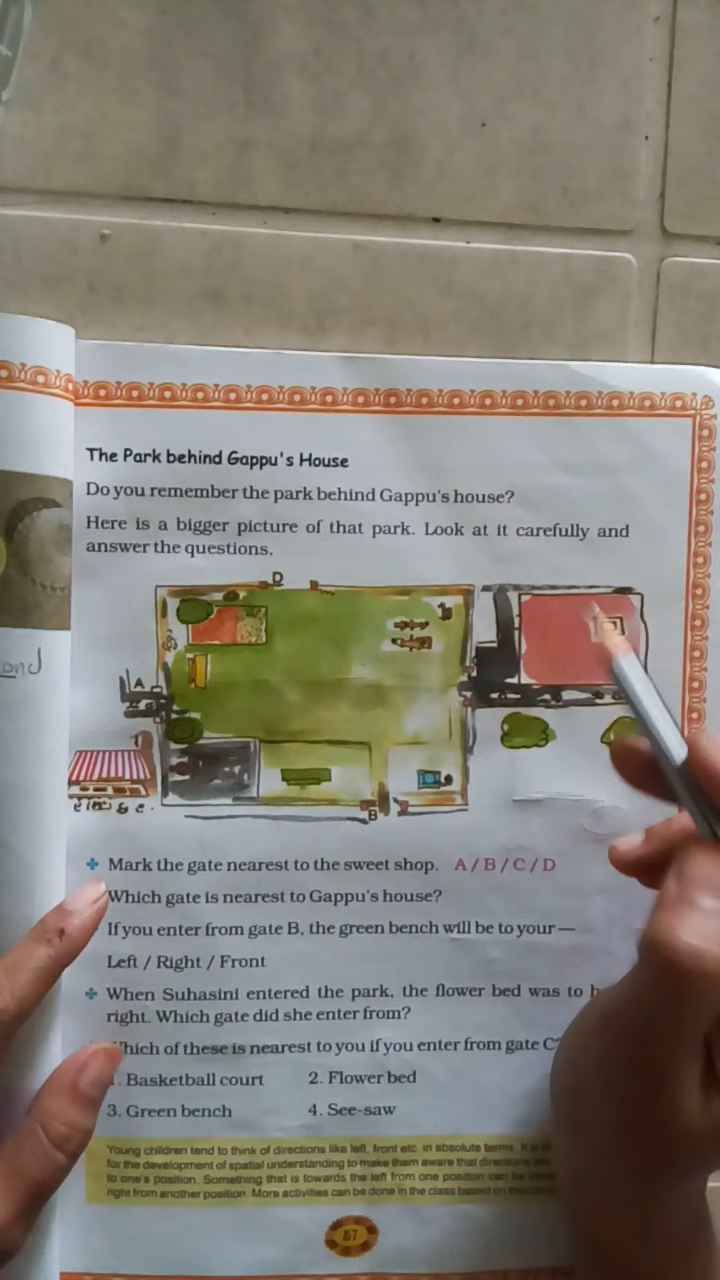 The Park behind Gappu's House
Do you remember the park behind Gappu's house?
Here is a bigger picture of that park. Look at it carefully and
answer the questions.
D
A
B
Mark the gate nearest to the sweet shop. A / B / C / D
Which gate is nearest to Gappu's house?
If you enter from gate B, the green bench will be to your —
Left / Right / Front
When Suhasini entered the park, the flower bed was to
right. Which gate did she enter from?
Which of these is nearest to you if you enter from gate C?
1. Basketball court 2. Flower bed
3. Green bench 4. See-saw
Young children tend to think of directions like left, front etc. in absolute terms. It is
for the development of spatial understanding to make them aware that directions are
to one's position. Something that is towards the left from one position can be
right from another position. More activities can be done in the class based on
57
ond